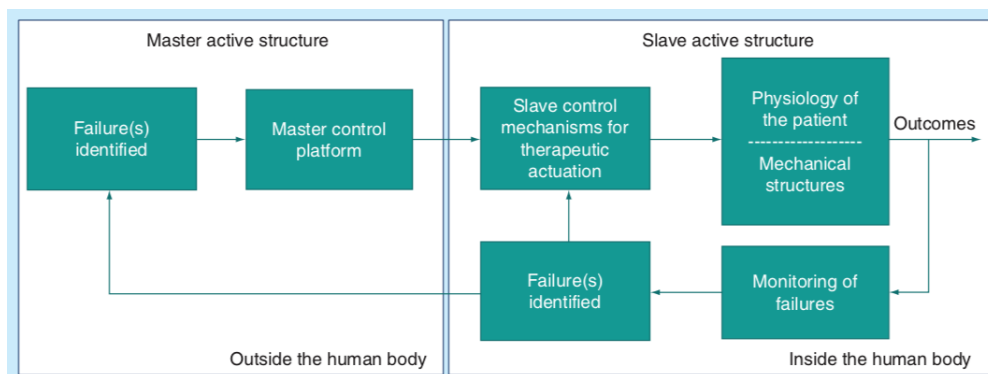 Master active structure
Slave active structure
Failure(s)
identified
Master control
platform
Slave control
mechanisms for
therapeutic
actuation
Physiology of
the patient
Mechanical
structures
Outcomes
Failure(s)
identified
Monitoring of
failures
Outside the human body
Inside the human body